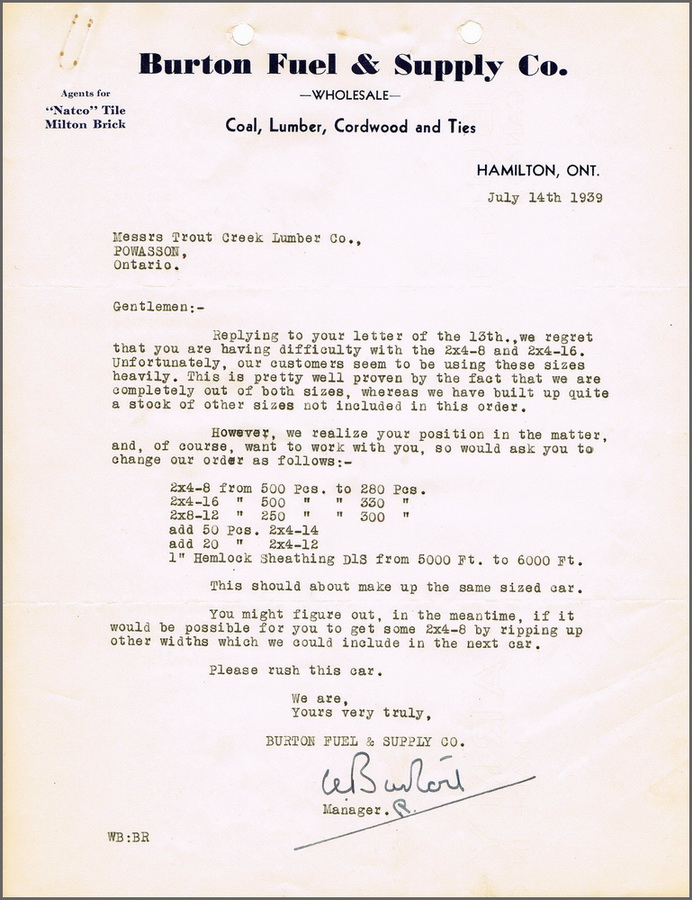 Burton Fuel & Supply Co.
—WHOLESALE—
Agents for
"Natco" Tile
Milton Brick
Coal, Lumber, Cordwood and Ties
HAMILTON, ONT.
July 14th 1939
Messrs Trout Creek Lumber Co.,
POWASSON,
Ontario.
Gentlemen:-
Replying to your letter of the 13th.,we regret
that you are having difficulty with the 2x4-8 and 2x4-16.
Unfortunately, our customers seem to be using these sizes
heavily. This is pretty well proven by the fact that we are
completely out of both sizes, whereas we have built up quite
a stock of other sizes not included in this order.
However, we realize your position in the matter,
and, of course, want to work with you, so would ask you to
change our order as follows:-
2x4-8 from 500 Pcs. to 280 Pcs.
2x4-16 " 500 " " 330 "
2x8-12 " 250 " " 300 "
add 50 Pcs. 2x4-14
add 20 " 2x4-12
1" Hemlock Sheathing D1S from 5000 Ft. to 6000 Ft.
This should about make up the same sized car.
You might figure out, in the meantime, if it
would be possible for you to get some 2x4-8 by ripping up
other widths which we could include in the next car.
Please rush this car.
We are,
Yours very truly,
BURTON FUEL & SUPPLY CO.
WBurton
Manager. R.
WB:BR